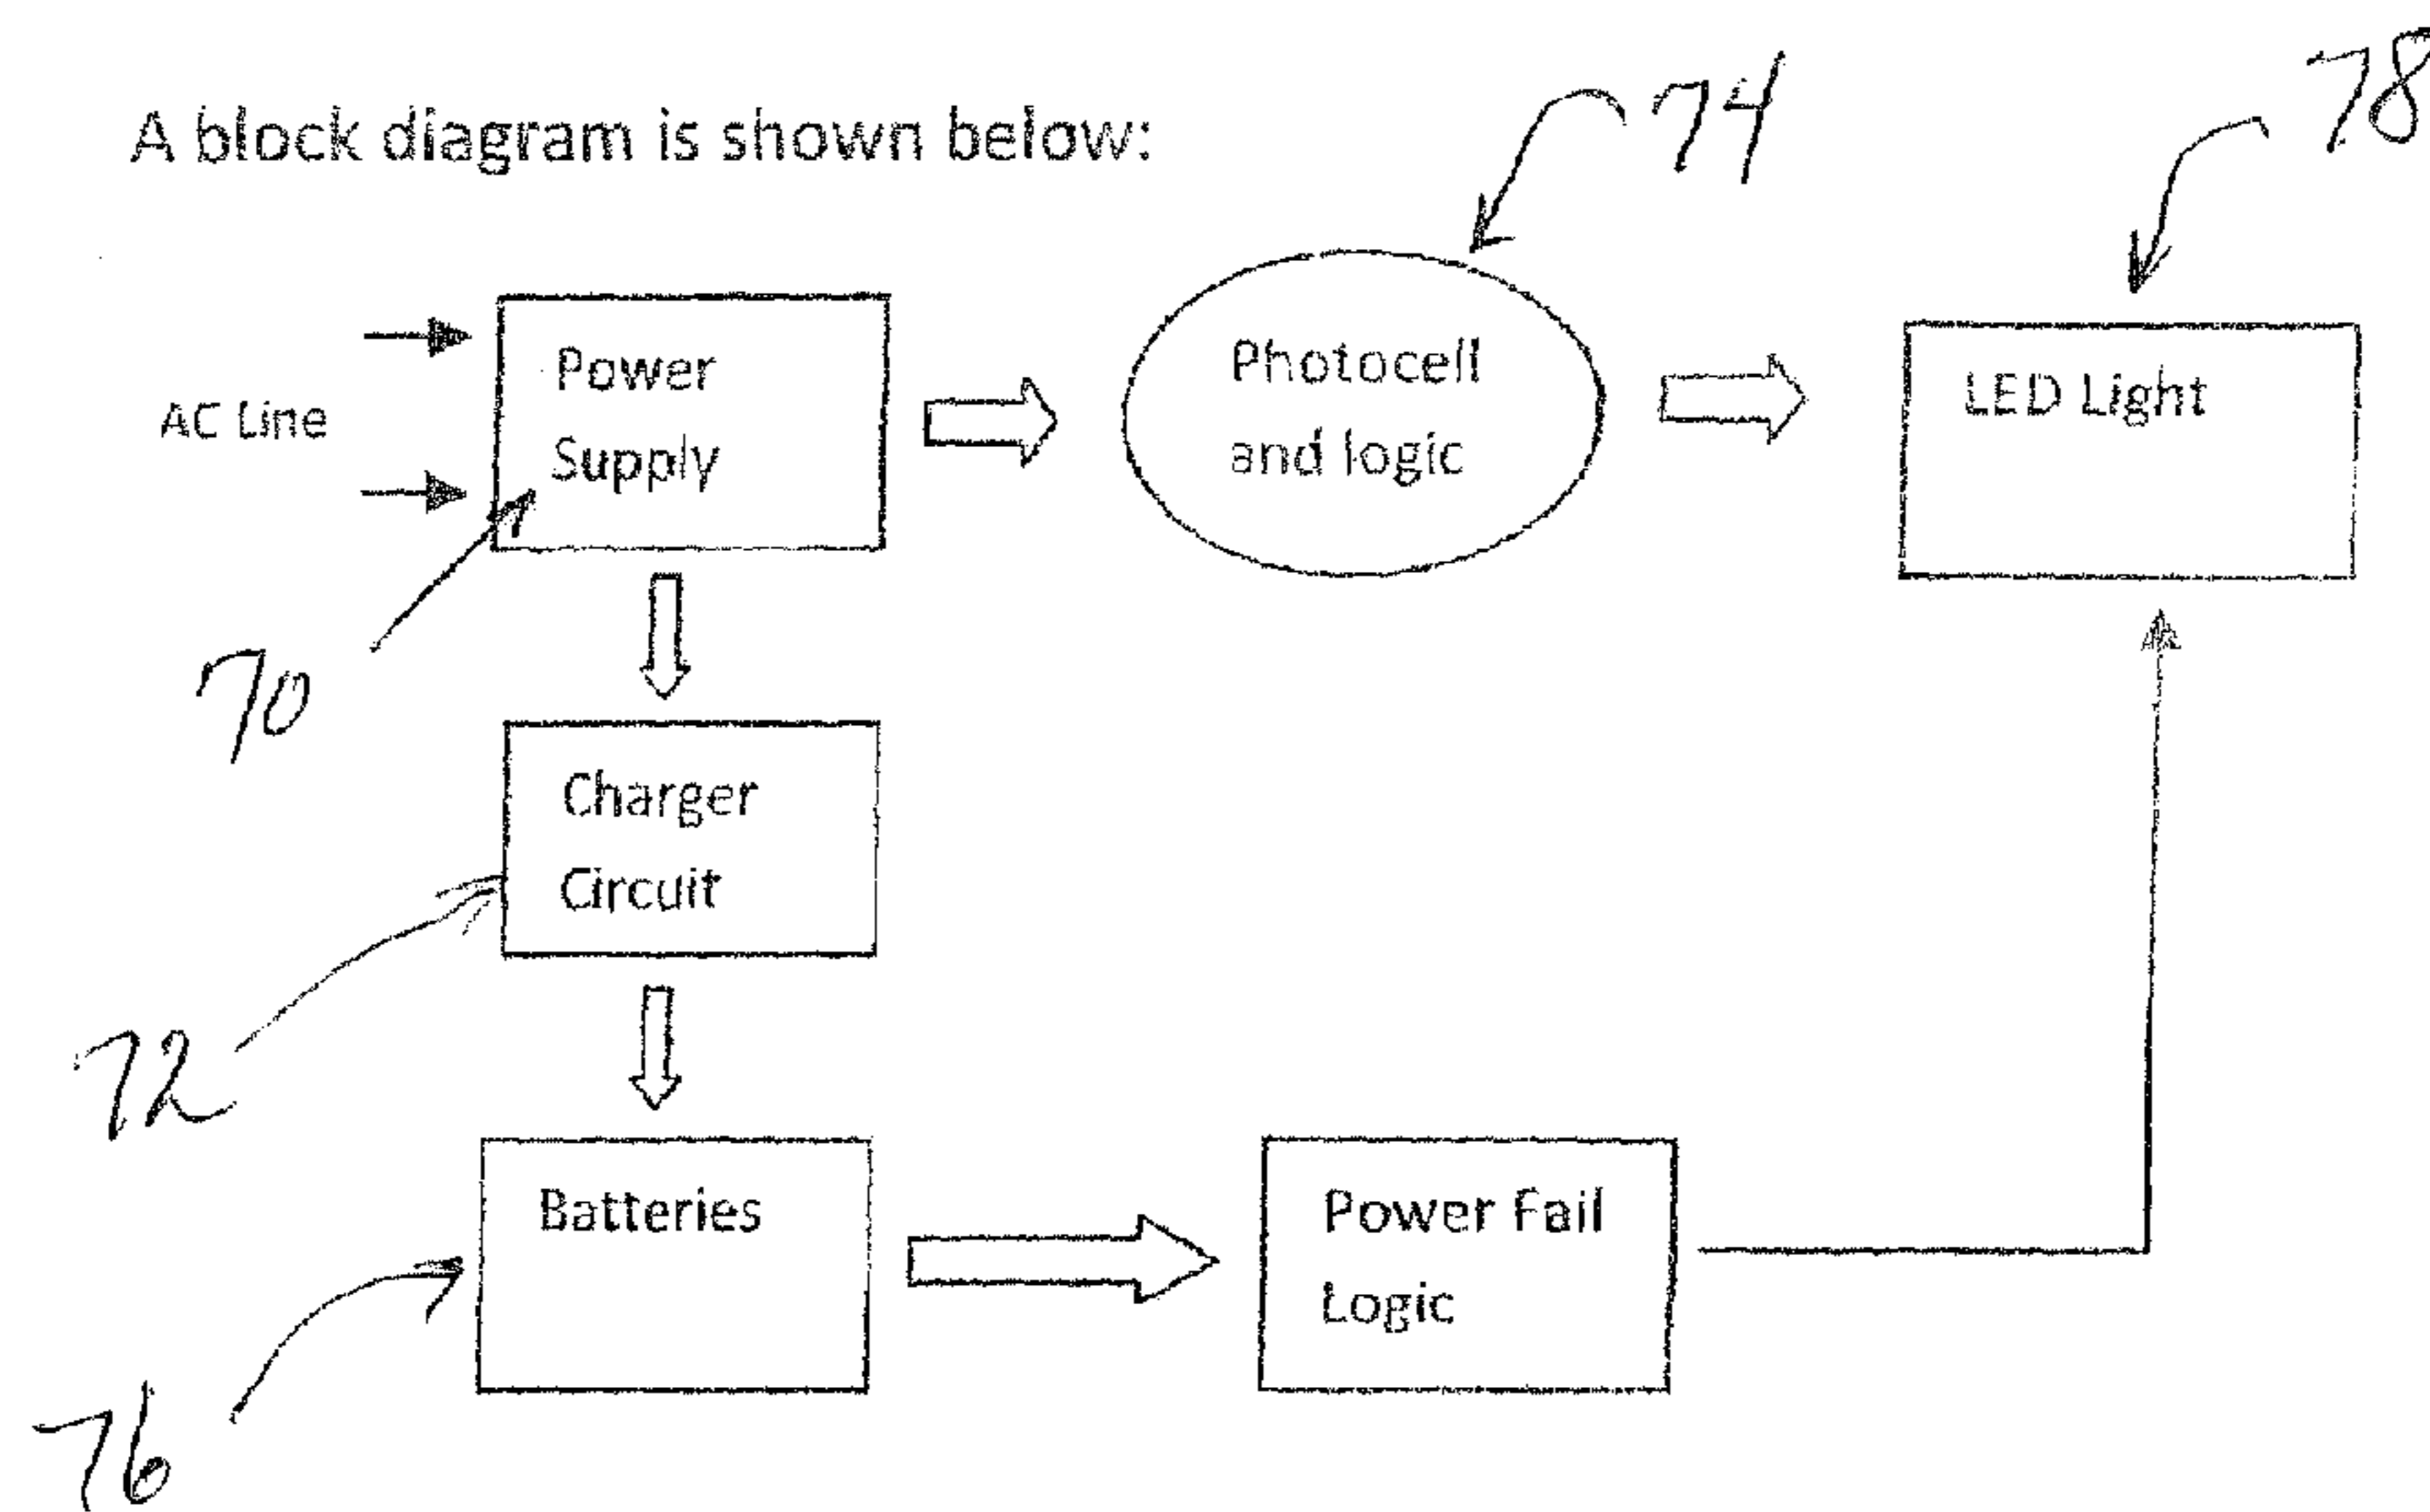 78
74
A block diagram is shown below:
Power
Supply
AC Line
Photocell
and logic
LED Light
70
Charger
Circuit
72
Batteries
Power Fail
Logic
76